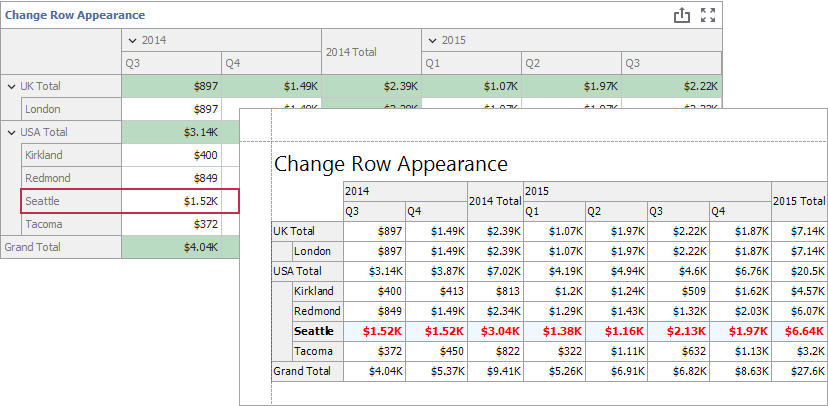 Change Row Appearance
2014 2014 Total 2015
Q3 Q4 Q1 Q2 Q3
UK Total $897 $1.49K $2.39K $1.07K $1.97K $2.22K
London $897
USA Total $3.14K
Kirkland $400
Redmond $849
Seattle $1.52K
Tacoma $372
Grand Total $4.04K
Change Row Appearance
2014 2014 Total 2015 2015 Total
Q3 Q4 Q1 Q2 Q3 Q4
UK Total $897 $1.49K $2.39K $1.07K $1.97K $2.22K $1.87K $7.14K
London $897 $1.49K $2.39K $1.07K $1.97K $2.22K $1.87K $7.14K
USA Total $3.14K $3.87K $7.02K $4.19K $4.94K $4.6K $6.76K $20.5K
Kirkland $400 $413 $813 $1.2K $1.24K $509 $1.62K $4.57K
Redmond $849 $1.49K $2.34K $1.29K $1.43K $1.32K $2.03K $6.07K
Seattle $1.52K $1.52K $3.04K $1.38K $1.16K $2.13K $1.97K $6.64K
Tacoma $372 $450 $822 $322 $1.11K $632 $1.13K $3.2K
Grand Total $4.04K $5.37K $9.41K $5.26K $6.91K $6.82K $8.63K $27.6K